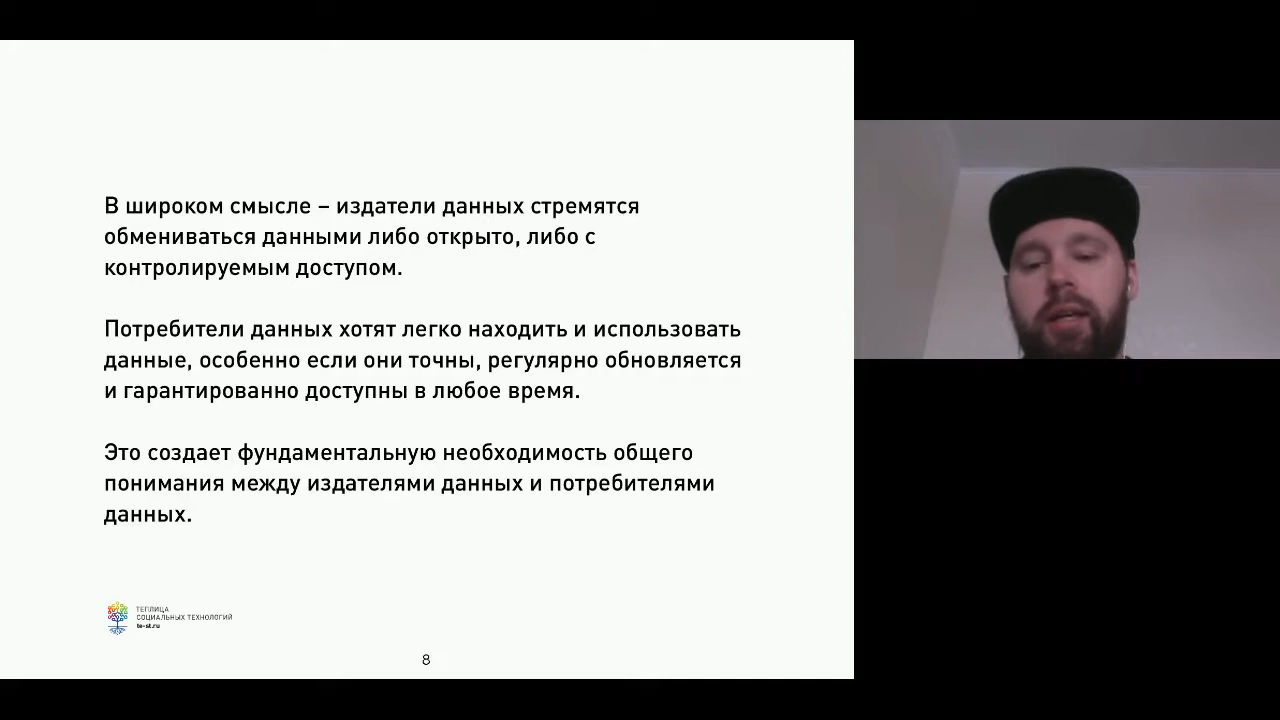 В широком смысле – издатели данных стремятся
обмениваться данными либо открыто, либо с
контролируемым доступом.
Потребители данных хотят легко находить и использовать
данные, особенно если они точны, регулярно обновляется
и гарантированно доступны в любое время.
Это создает фундаментальную необходимость общего
понимания между издателями данных и потребителями
данных.
ТЕПЛИЦА
СОЦИАЛЬНЫХ ТЕХНОЛОГИЙ
te-st.ru
8